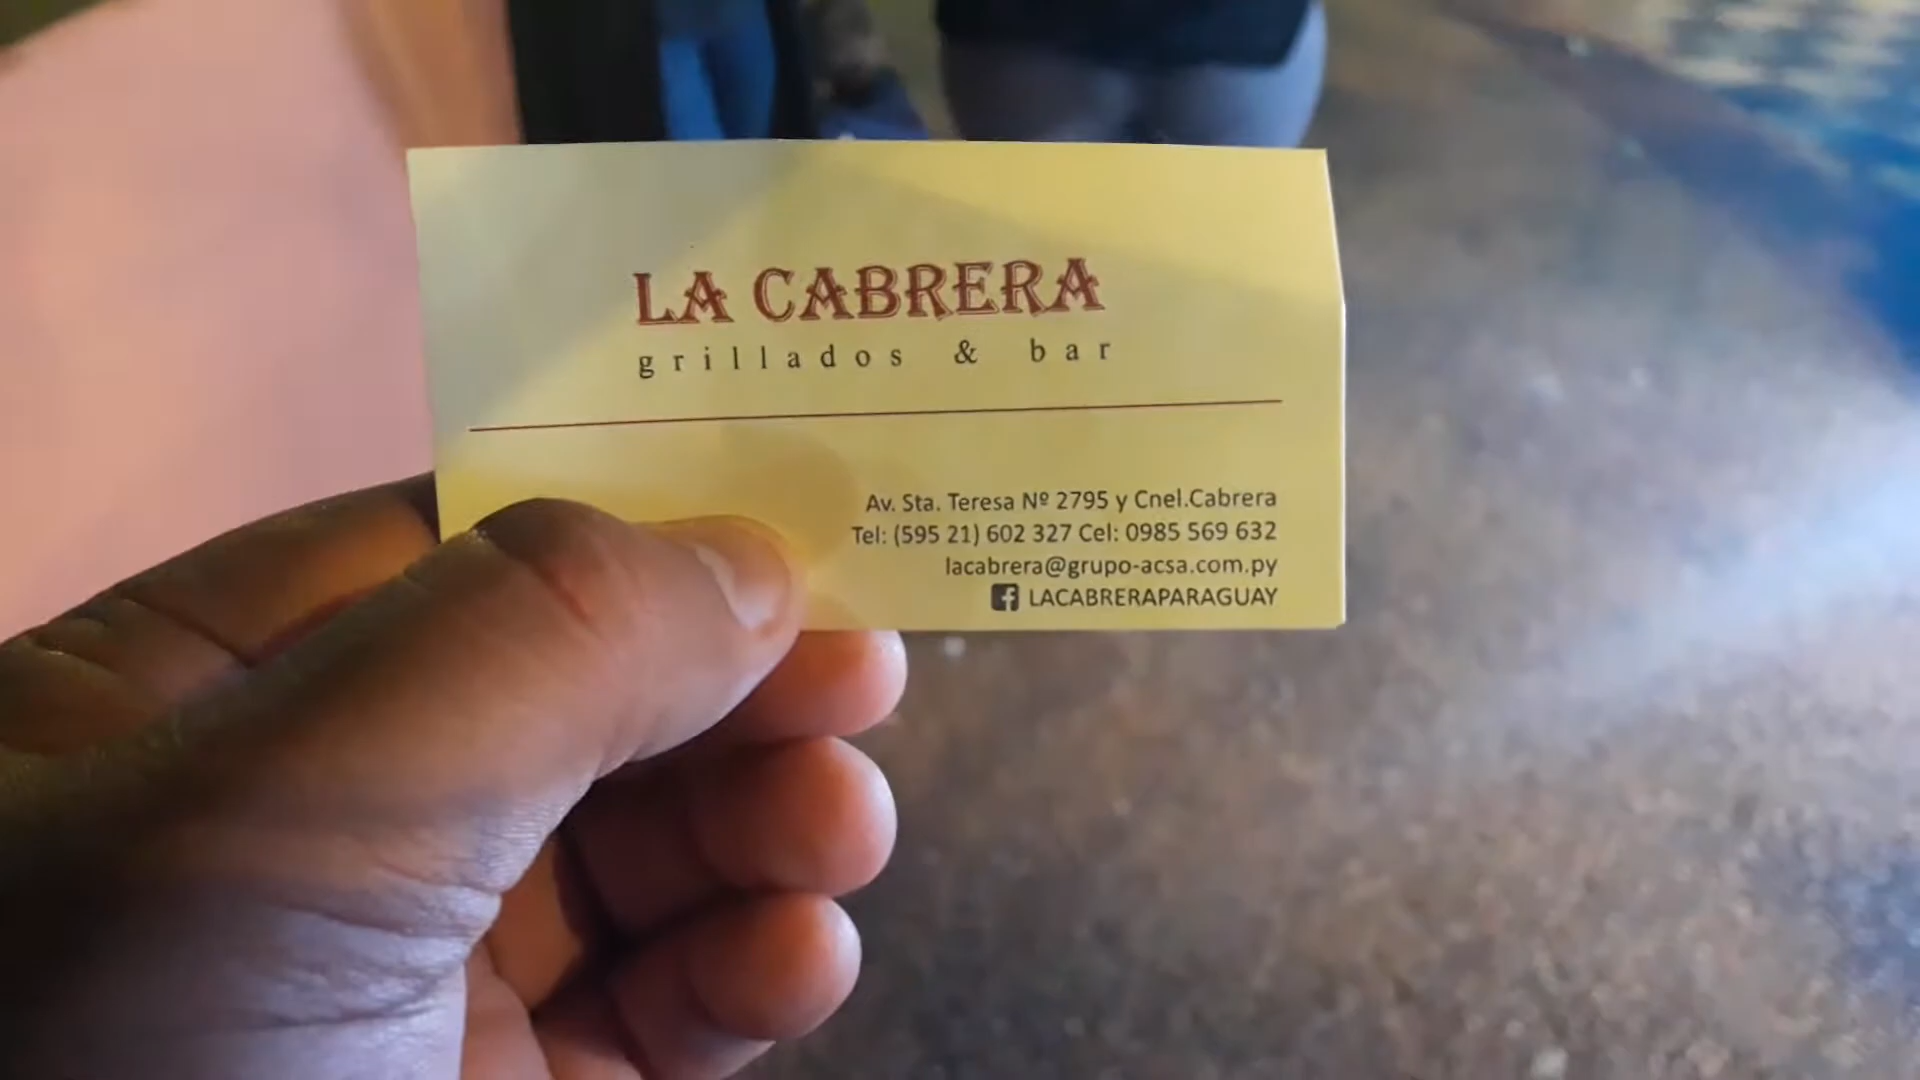 LA CABRERA
grillados & bar
Av. Sta. Teresa Nº 2795 y Cnel.Cabrera
Tel: (595 21) 602 327 Cel: 0985 569 632
lacabrera@grupo-acsa.com.py
LACABRERAPARAGUAY